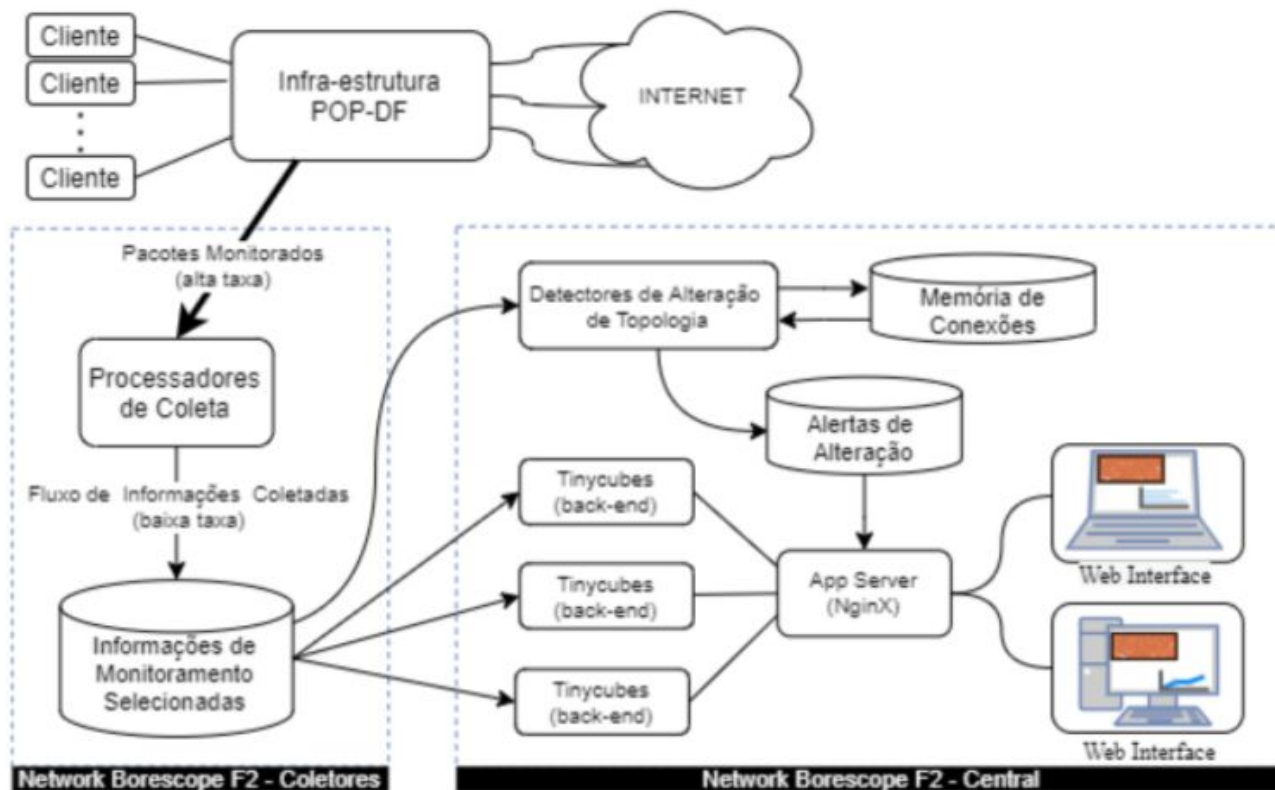 Cliente
Cliente
Cliente
Infra-estrutura
POP-DF
INTERNET
Pacotes Monitorados
(alta taxa)
Processadores
de Coleta
Fluxo de Informações Coletadas
(baixa taxa)
Informações de
Monitoramento
Selecionadas
Network Borescope F2 - Coletores
Detectores de Alteração
de Topologia
Memória de
Conexões
Alertas de
Alteração
Tinycubes
(back-end)
Tinycubes
(back-end)
Tinycubes
(back-end)
App Server
(NginX)
Web Interface
Web Interface
Network Borescope F2 - Central